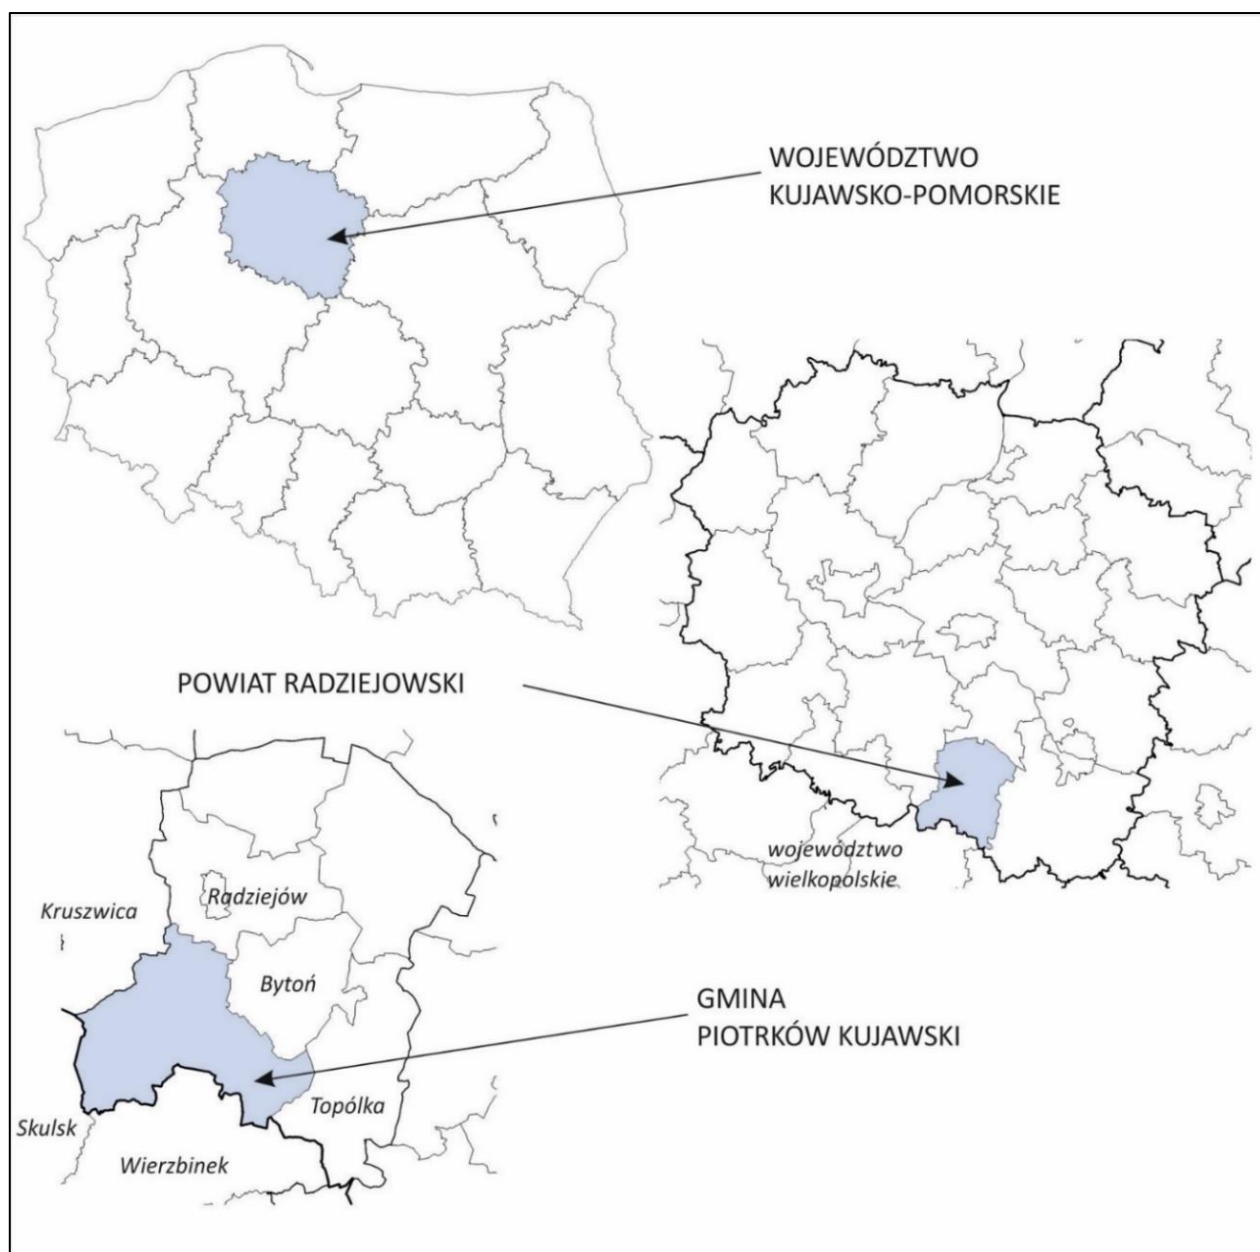 WOJEWÓDZTWO
KUJAWSKO-POMORSKIE
POWIAT RADZIEJOWSKI
województwo
wielkopolskie
Radziejów
Kruszwica
Bytoń
GMINA
PIOTRKÓW KUJAWSKI
Topólka
Skulsk
Wierzbinek